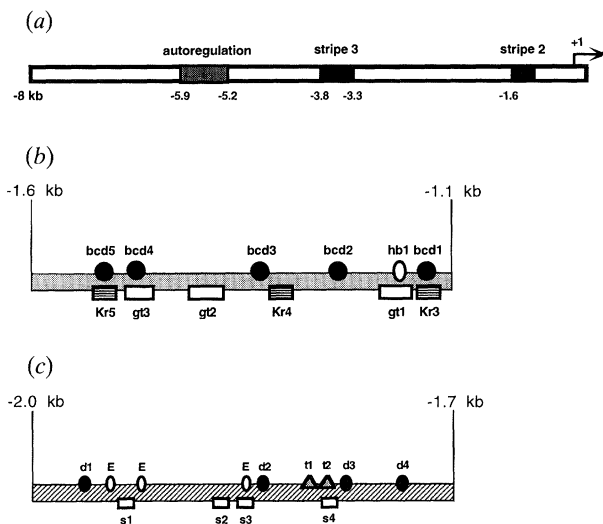 (a)
autoregulation stripe 3 stripe 2 +1
-8 kb -5.9 -5.2 -3.8 -3.3 -1.6
(b)
-1.6 kb -1.1 kb
bcd5 bcd4 bcd3 bcd2 hb1 bcd1
Kr5 gt3 gt2 Kr4 gt1 Kr3
(c)
-2.0 kb -1.7 kb
d1 E E E d2 t1 t2 d3 d4
s1 s2 s3 s4